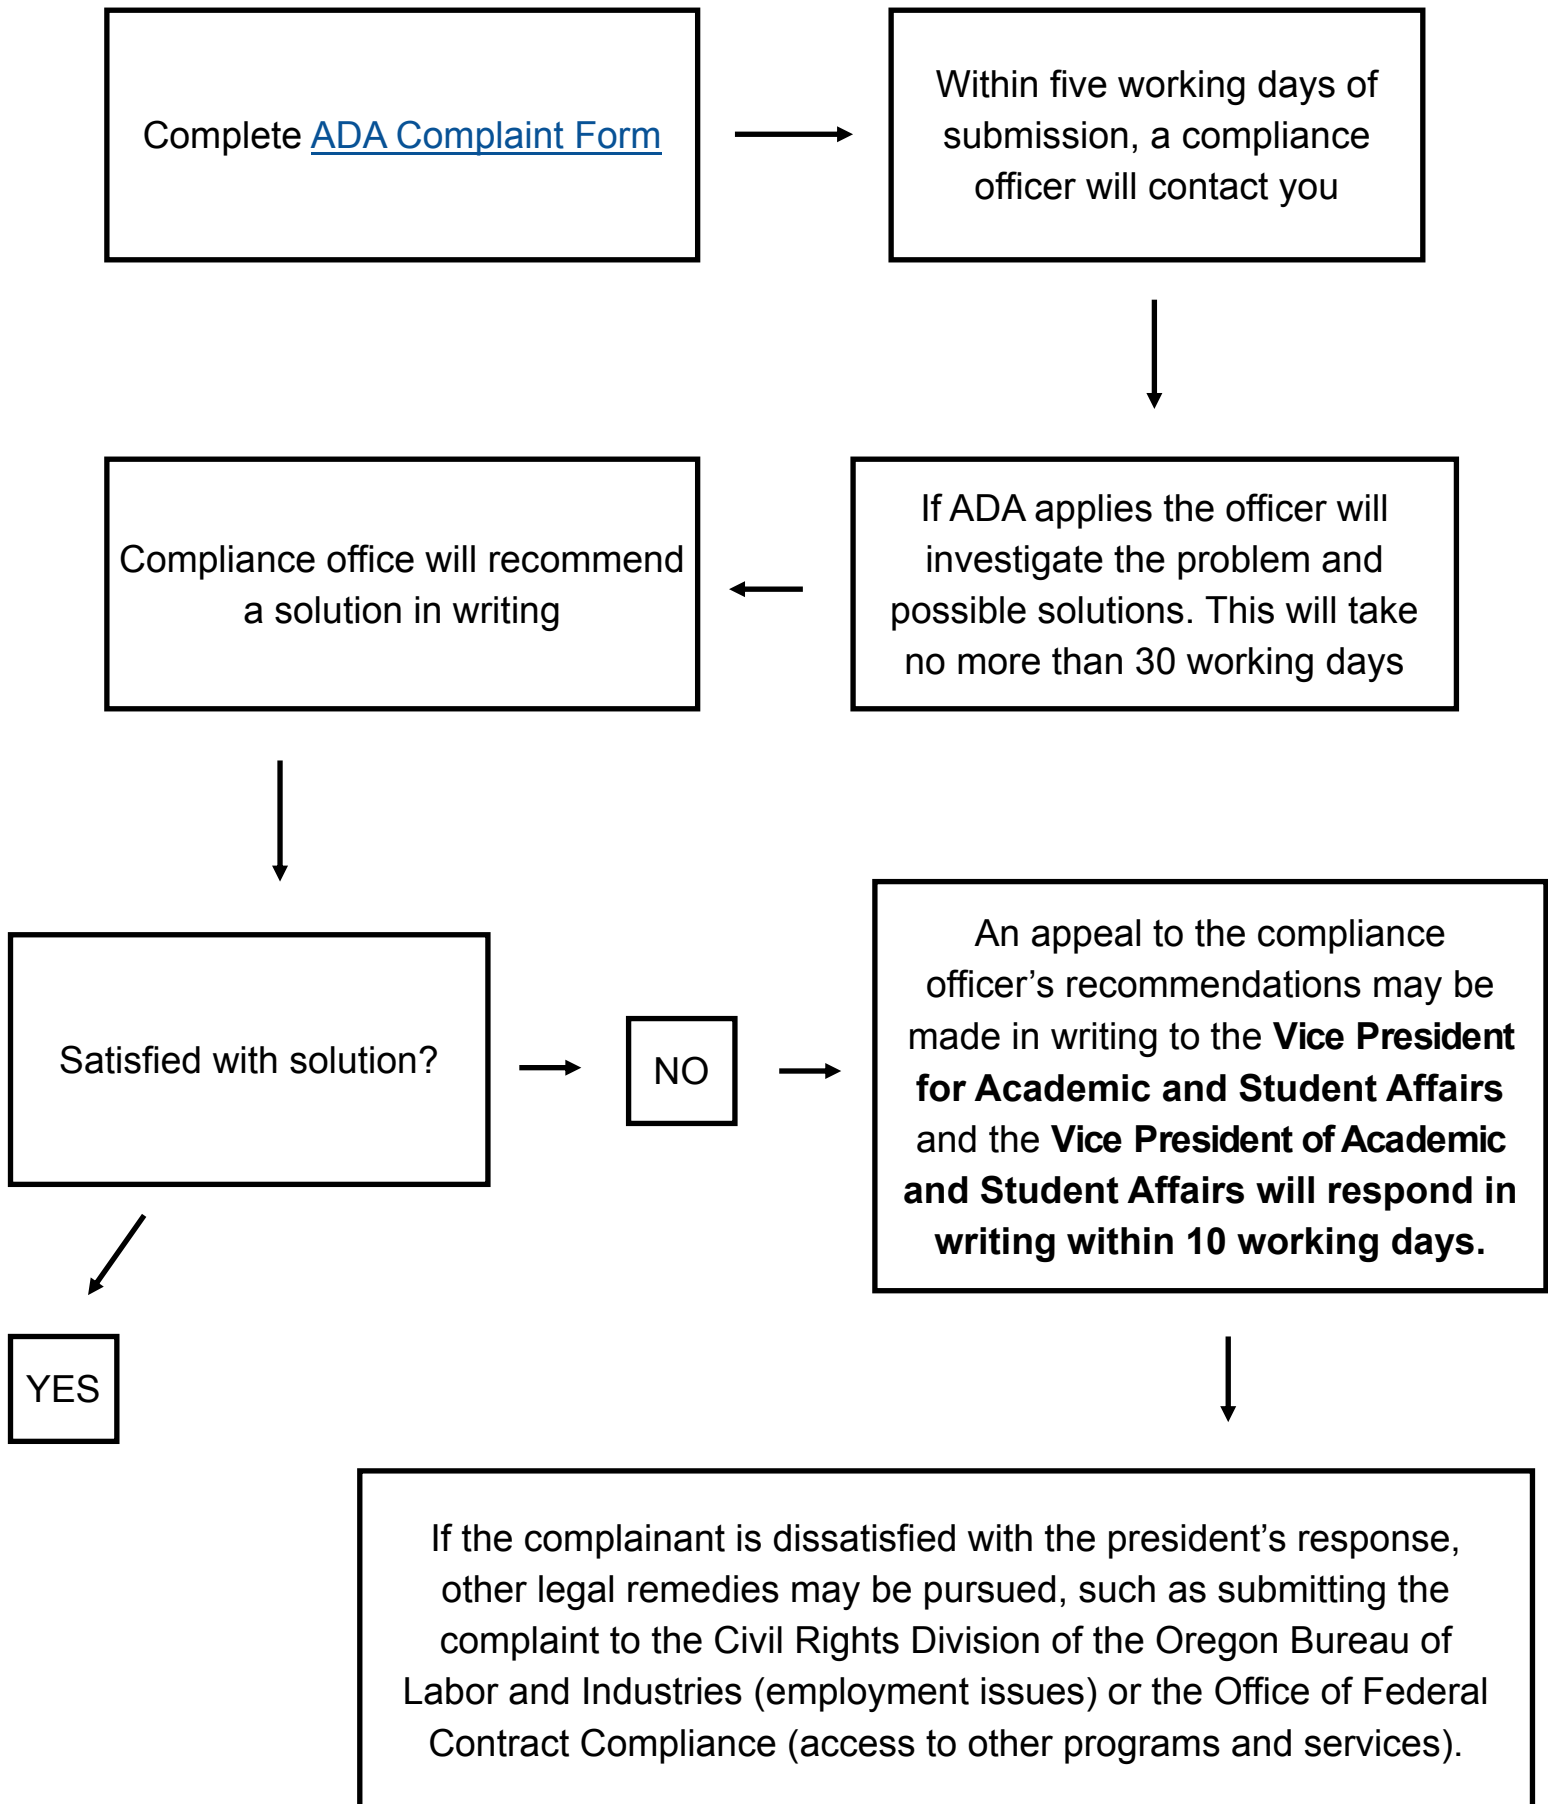 Complete ADA Complaint Form
Within five working days of
submission, a compliance
officer will contact you
If ADA applies the officer will
investigate the problem and
possible solutions. This will take
no more than 30 working days
Compliance office will recommend
a solution in writing
Satisfied with solution?
NO
An appeal to the compliance
officer’s recommendations may be
made in writing to the Vice President
for Academic and Student Affairs
and the Vice President of Academic
and Student Affairs will respond in
writing within 10 working days.
YES
If the complainant is dissatisfied with the president’s response,
other legal remedies may be pursued, such as submitting the
complaint to the Civil Rights Division of the Oregon Bureau of
Labor and Industries (employment issues) or the Office of Federal
Contract Compliance (access to other programs and services).